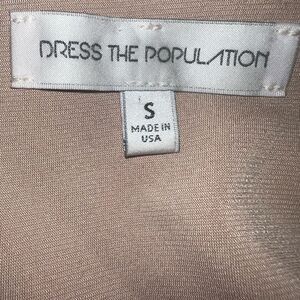 DRESS THE POPULATION
S
MADE IN
USA